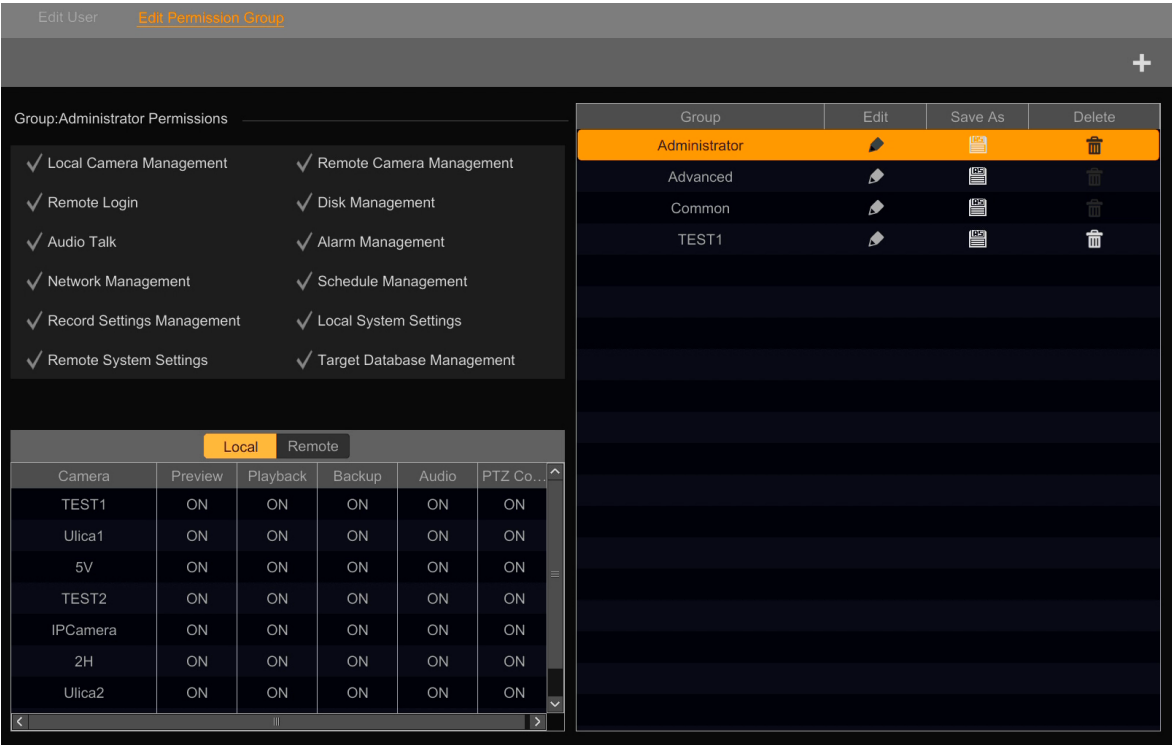 Edit User Edit Permission Group
+
Group:Administrator Permissions
Local Camera Management Remote Camera Management
Remote Login Disk Management
Audio Talk Alarm Management
Network Management Schedule Management
Record Settings Management Local System Settings
Remote System Settings Target Database Management
Local Remote
Camera Preview Playback Backup Audio PTZ Co...
TEST1 ON ON ON ON ON
Ulica1 ON ON ON ON ON
5V ON ON ON ON ON
TEST2 ON ON ON ON ON
IPCamera ON ON ON ON ON
2H ON ON ON ON ON
Ulica2 ON ON ON ON ON
Group Edit Save As Delete
Administrator
Advanced
Common
TEST1